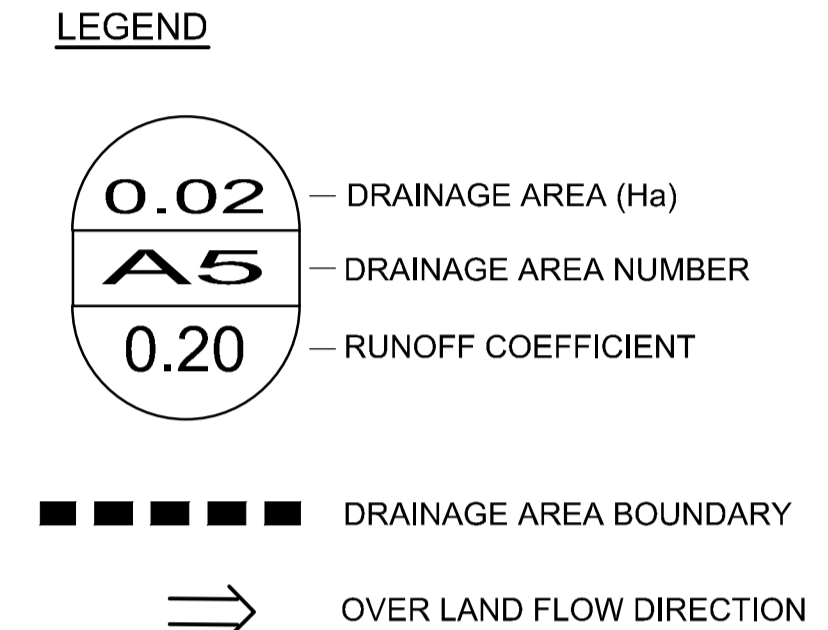 LEGEND
0.02 DRAINAGE AREA (Ha)
A5 DRAINAGE AREA NUMBER
0.20 RUNOFF COEFFICIENT
DRAINAGE AREA BOUNDARY
OVER LAND FLOW DIRECTION